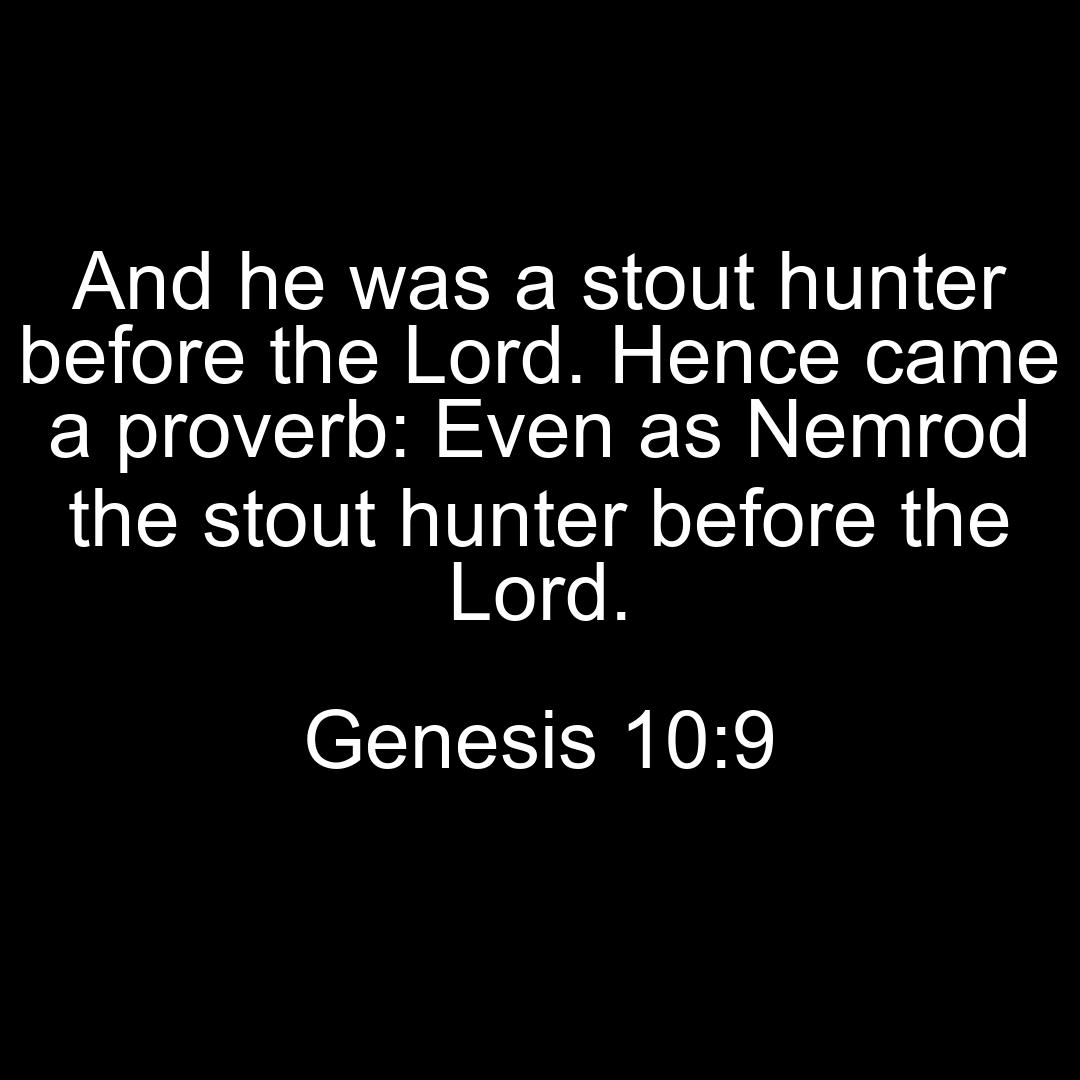 And he was a stout hunter
before the Lord. Hence came
a proverb: Even as Nemrod
the stout hunter before the
Lord.
Genesis 10:9